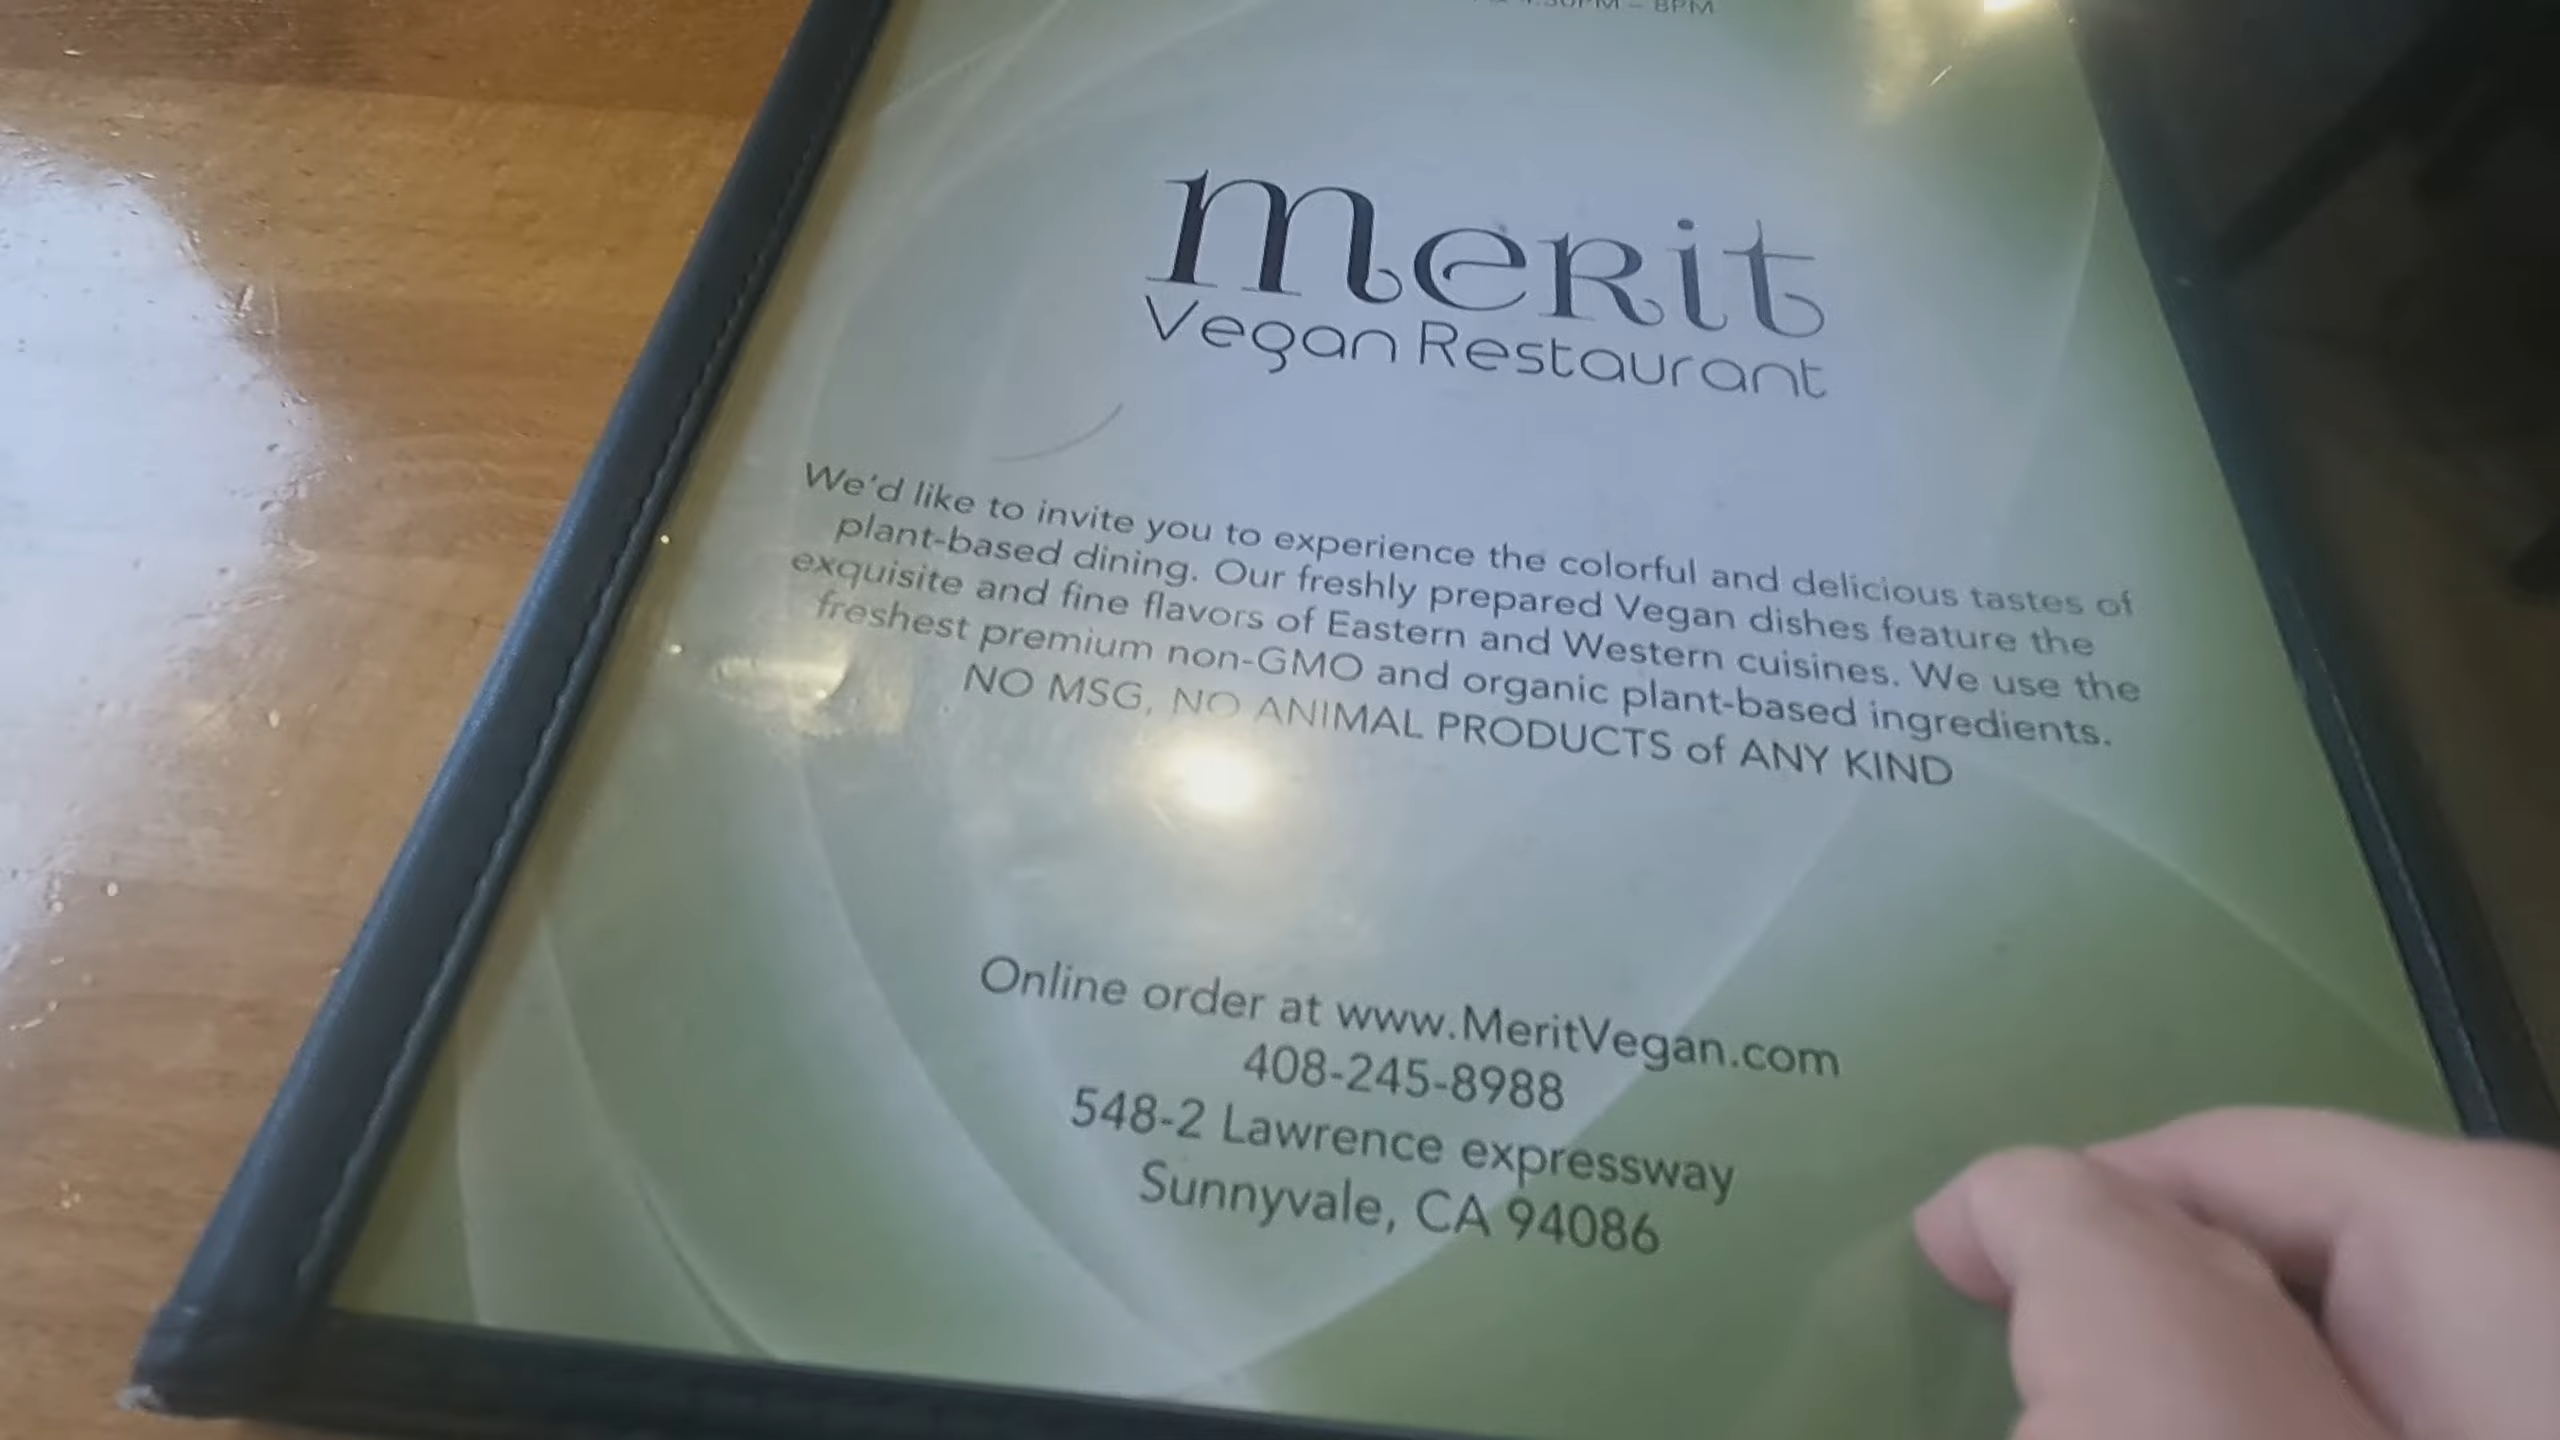 8PM
merit
Vegan Restaurant
We'd like to invite you to experience the colorful and delicious tastes of
plant-based dining. Our freshly prepared Vegan dishes feature the
exquisite and fine flavors of Eastern and Western cuisines. We use the
freshest premium non-GMO and organic plant-based ingredients.
NO MSG, NO ANIMAL PRODUCTS of ANY KIND
Online order at www.MeritVegan.com
408-245-8988
548-2 Lawrence expressway
Sunnyvale, CA 94086